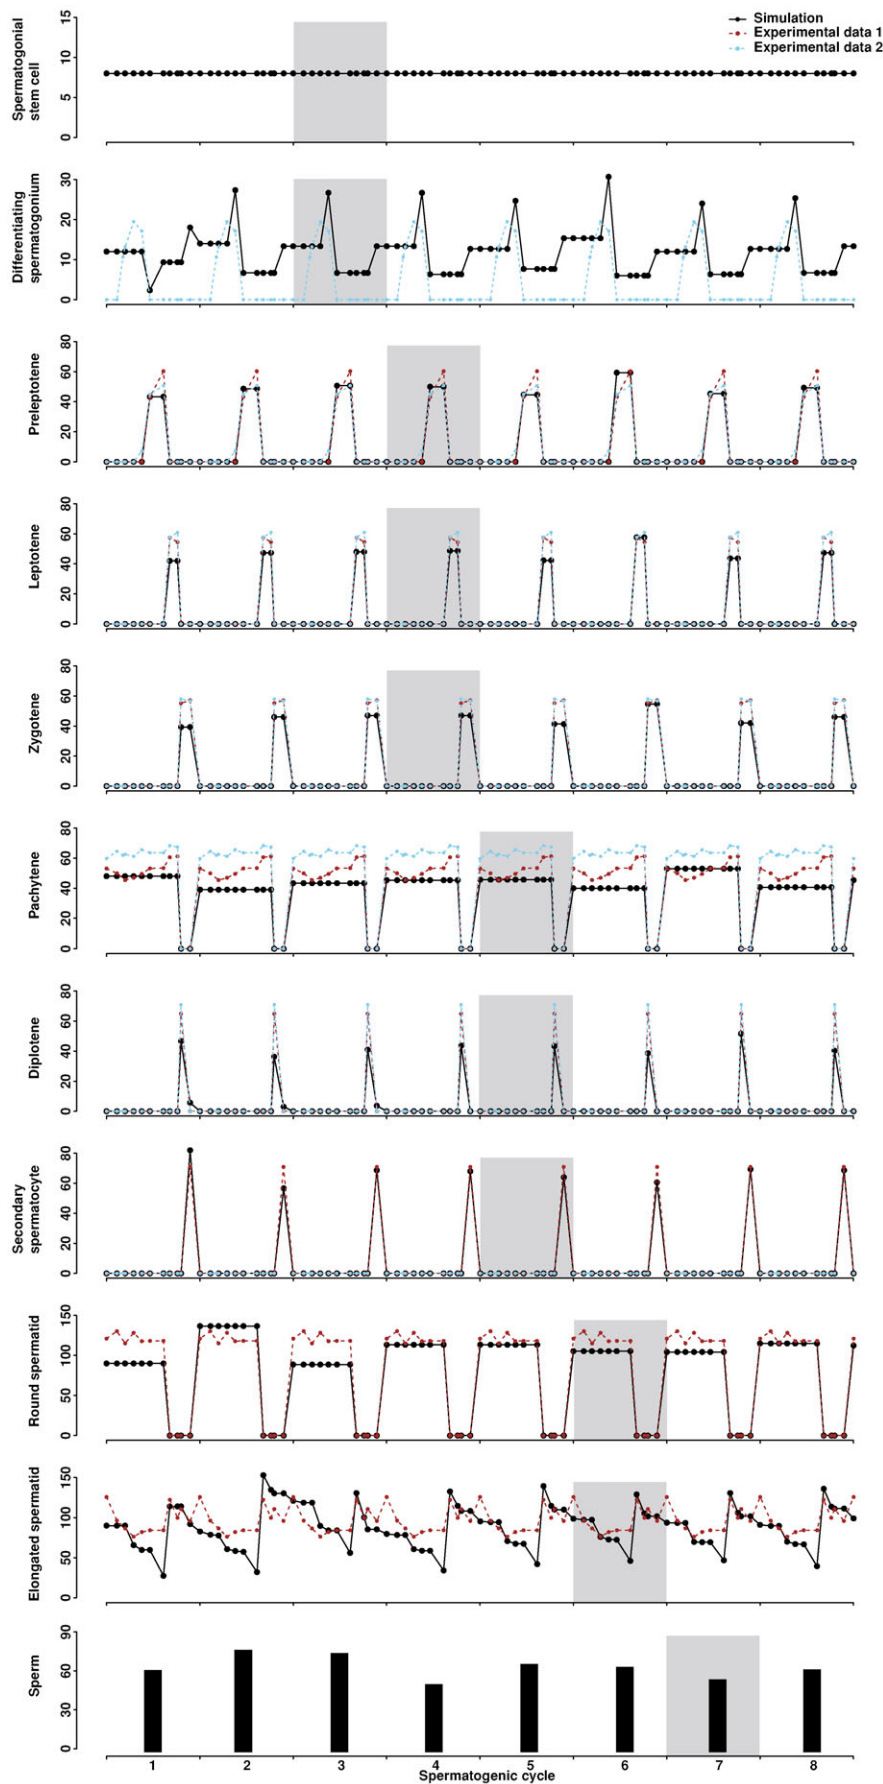 Simulation
Experimental data 1
Experimental data 2
Spermatogonial
stem cell
15
10
5
0
Differentiating
spermatogonium
30
20
10
0
Preleptotene
80
60
40
20
0
Leptotene
80
60
40
20
0
Zygotene
80
60
40
20
0
Pachytene
80
60
40
20
0
Diplotene
80
60
40
20
0
Secondary
spermatocyte
80
60
40
20
0
Round spermatid
150
100
50
0
Elongated spermatid
150
100
50
0
Sperm
90
60
30
0
1 2 3 4 5 6 7 8
Spermatogenic cycle